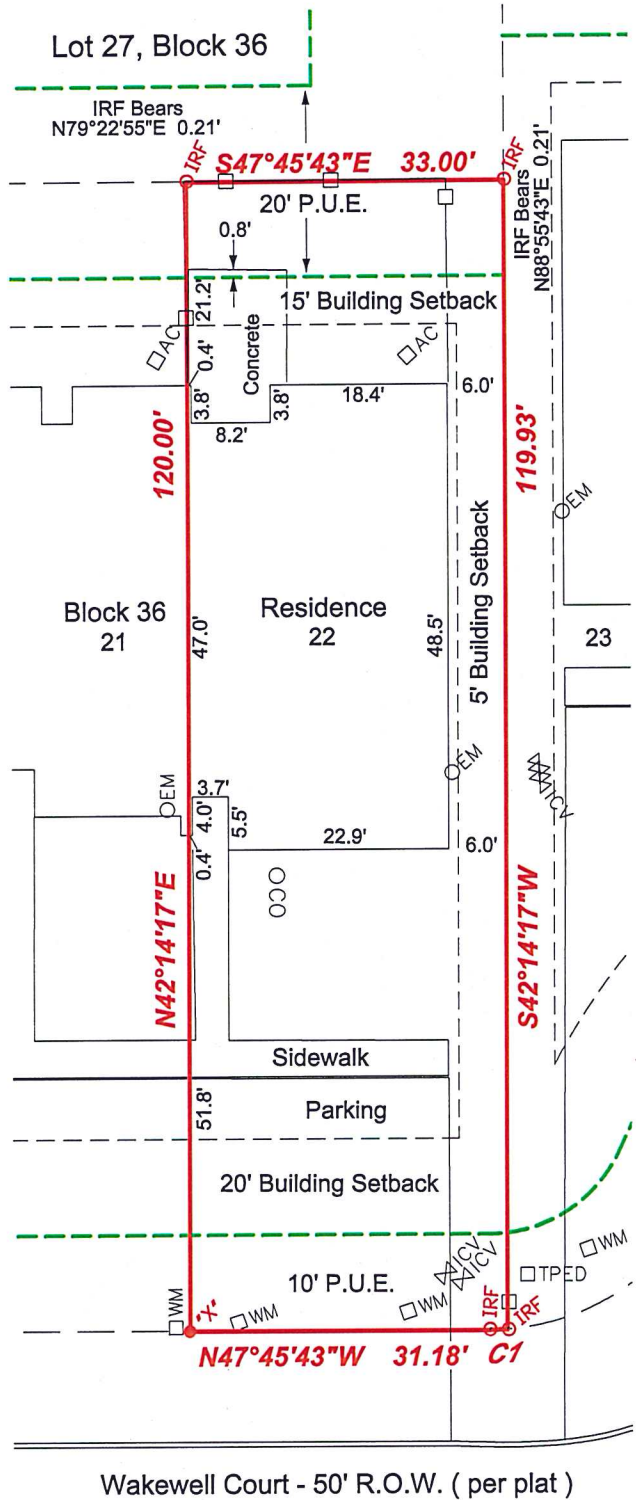 Lot 27, Block 36
IRF Bears
N79°22'55"E 0.21'
IRF
S47°45'43"E 33.00'
IRF
IRF Bears
N88°55'43"E 0.21'
20' P.U.E.
0.8'
21.2'
15' Building Setback
AC
0.4'
Concrete
AC
3.8'
3.8'
18.4'
6.0'
8.2'
120.00'
119.93'
EM
5' Building Setback
Block 36
21
Residence
22
47.0'
48.5'
23
EM
EM
3.7'
4.0'
5.5'
ICV
22.9'
6.0'
0.4'
CO
N42°14'17"E
S42°14'17"W
Sidewalk
Parking
51.8'
20' Building Setback
ICV
ICV
WM
10' P.U.E.
TPED
WM
"X"
WM
WM
IRF
IRF
N47°45'43"W 31.18' C1
Wakewell Court - 50' R.O.W. ( per plat )